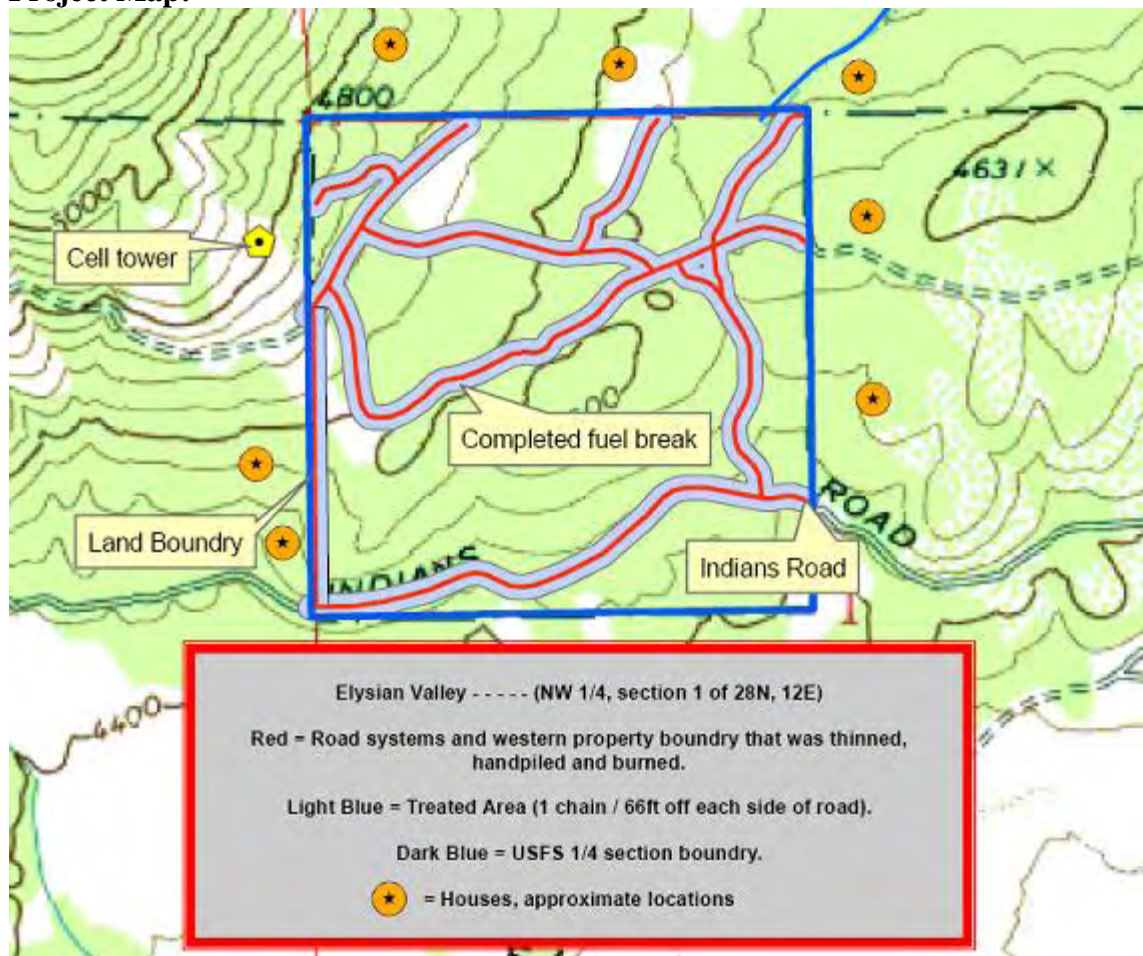 Project Map:
4800
4631 X
5000
Cell tower
Completed fuel break
Land Boundry
INDIANS
ROAD
Indians Road
1
4400
Elysian Valley - - - - - (NW 1/4, section 1 of 28N, 12E)
Red = Road systems and western property boundry that was thinned,
handpiled and burned.
Light Blue = Treated Area (1 chain / 66ft off each side of road).
Dark Blue = USFS 1/4 section boundry.
= Houses, approximate locations